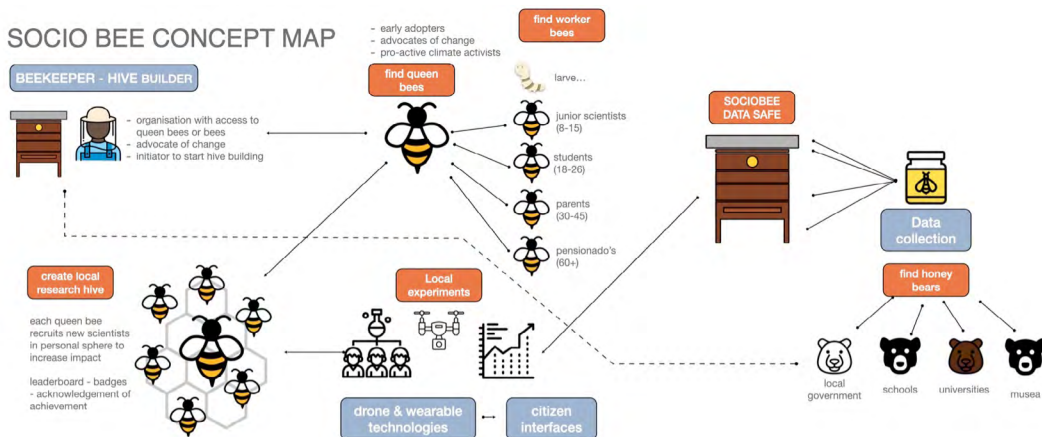 SOCIO BEE CONCEPT MAP
BEEKEEPER - HIVE BUILDER
- organisation with access to
queen bees or bees
- advocate of change
- initiator to start hive building
- early adopters
- advocates of change
- pro-active climate activists
find queen
bees
find worker
bees
larve...
junior scientists
(8-15)
students
(18-26)
parents
(30-45)
pensionado's
(60+)
SOCIOBEE
DATA SAFE
Data
collection
find honey
bears
local
government
schools
universities
musea
create local
research hive
each queen bee
recruits new scientists
in personal sphere to
increase impact
leaderboard - badges
- acknowledgement of
achievement
Local
experiments
drone & wearable
technologies
citizen
interfaces